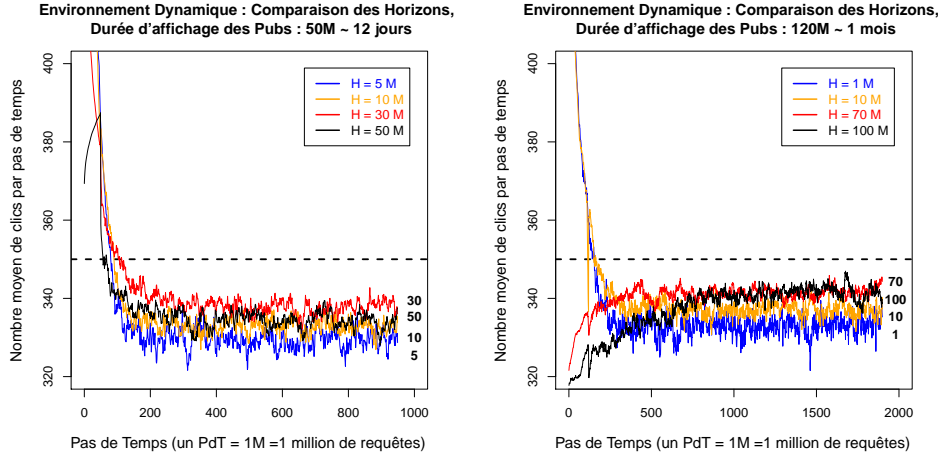 Environnement Dynamique : Comparaison des Horizons,
Durée d'affichage des Pubs : 50M ~ 12 jours
Nombre moyen de clics par pas de temps
400
380
360
340
320
H = 5 M
H = 10 M
H = 30 M
H = 50 M
30
50
10
5
0
200
400
600
800
1000
Pas de Temps (un PdT = 1M =1 million de requêtes)
Environnement Dynamique : Comparaison des Horizons,
Durée d'affichage des Pubs : 120M ~ 1 mois
Nombre moyen de clics par pas de temps
400
380
360
340
320
H = 1 M
H = 10 M
H = 70 M
H = 100 M
70
100
10
1
0
500
1000
1500
2000
Pas de Temps (un PdT = 1M =1 million de requêtes)